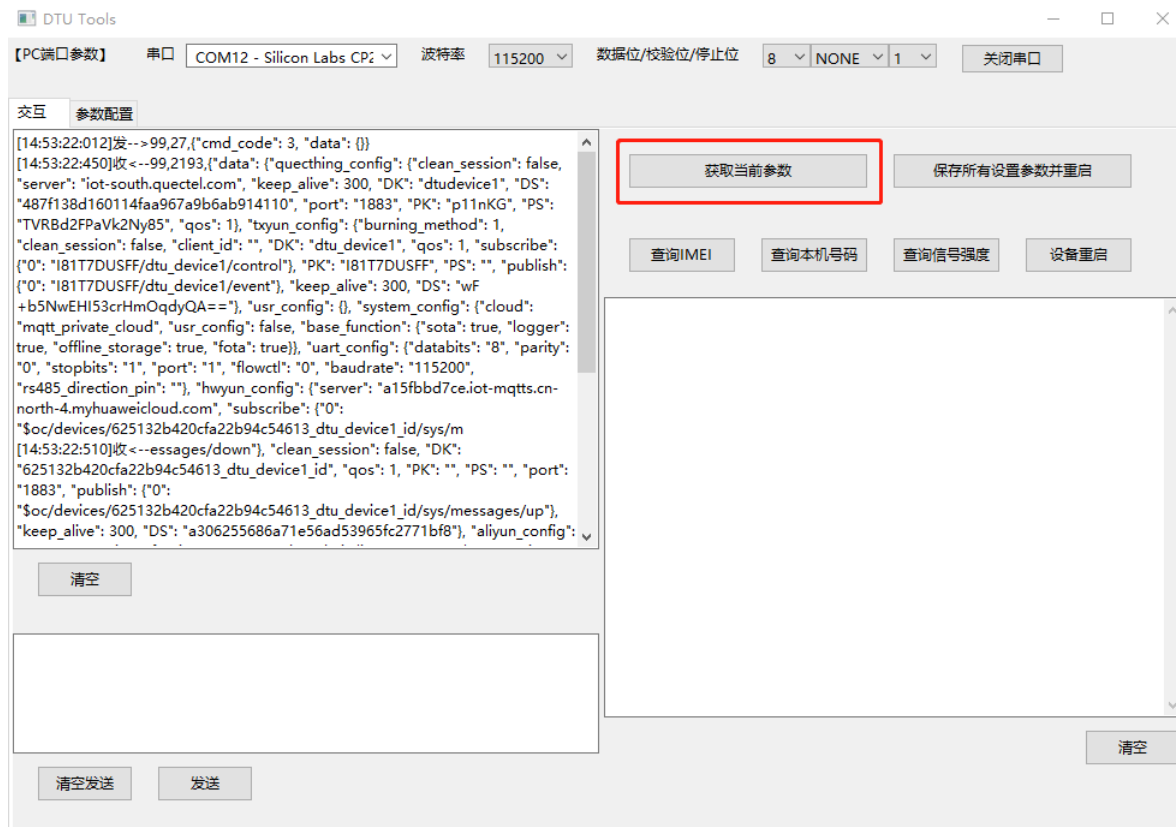 DTU Tools
【PC端口参数】 串口 COM12 - Silicon Labs CP2 波特率 115200 数据位/校验位/停止位 8 NONE 1 关闭串口
交互 参数配置
[14:53:22:012]发-->99,27,{"cmd_code": 3, "data": {}}
[14:53:22:450]收<--99,2193,{"data": {"quecthing_config": {"clean_session": false,
"server": "iot-south.quectel.com", "keep_alive": 300, "DK": "dtudevice1", "DS":
"487f138d160114faa967a9b6ab914110", "port": "1883", "PK": "p11nKG", "PS":
"TVRBd2FPaVk2Ny85", "qos": 1}, "txyun_config": {"burning_method": 1,
"clean_session": false, "client_id": "", "DK": "dtu_device1", "qos": 1, "subscribe":
{"0": "I81T7DUSFF/dtu_device1/control"}, "PK": "I81T7DUSFF", "PS": "", "publish":
{"0": "I81T7DUSFF/dtu_device1/event"}, "keep_alive": 300, "DS": "wF
+b5NwEHI53crHmOqdyQA=="}, "usr_config": {}, "system_config": {"cloud":
"mqtt_private_cloud", "usr_config": false, "base_function": {"sota": true, "logger":
true, "offline_storage": true, "fota": true}}, "uart_config": {"databits": "8", "parity":
"0", "stopbits": "1", "port": "1", "flowctl": "0", "baudrate": "115200",
"rs485_direction_pin": ""}, "hwyun_config": {"server": "a15fbbd7ce.iot-mqtts.cn-
north-4.myhuaweicloud.com", "subscribe": {"0":
"$oc/devices/625132b420cfa22b94c54613_dtu_device1_id/sys/m
[14:53:22:510]收<--essages/down"}, "clean_session": false, "DK":
"625132b420cfa22b94c54613_dtu_device1_id", "qos": 1, "PK": "", "PS": "", "port":
"1883", "publish": {"0":
"$oc/devices/625132b420cfa22b94c54613_dtu_device1_id/sys/messages/up"},
"keep_alive": 300, "DS": "a306255686a71e56ad53965fc2771bf8"}, "aliyun_config":
获取当前参数 保存所有设置参数并重启
查询IMEI 查询本机号码 查询信号强度 设备重启
清空
清空
清空发送 发送